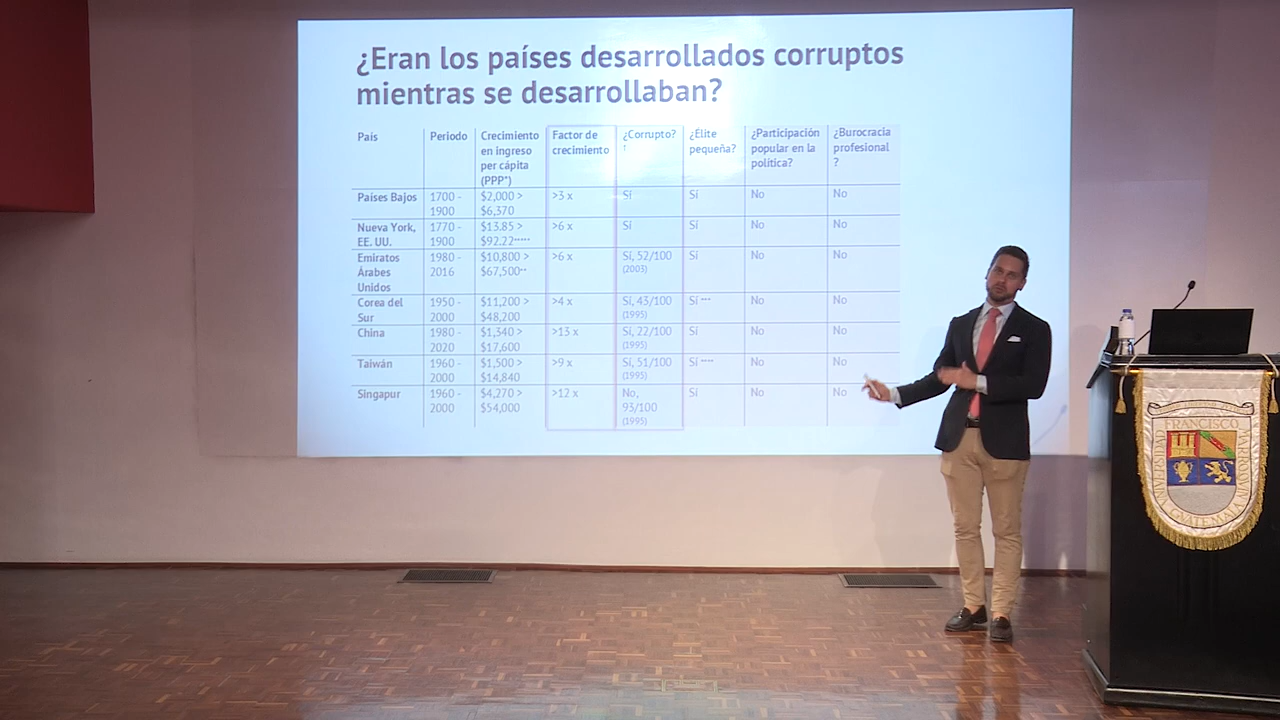 ¿Eran los países desarrollados corruptos
mientras se desarrollaban?
País Periodo Crecimiento en ingreso per cápita (PPP*) Factor de crecimiento ¿Corrupto? † ¿Élite pequeña? ¿Participación popular en la política? ¿Burocracia profesional ?
Países Bajos 1700 - 1900 $2,000 > $6,370 >3 x Sí Sí No No
Nueva York, EE. UU. 1770 - 1900 $13.85 > $92.22***** >6 x Sí Sí No No
Emiratos Árabes Unidos 1980 - 2016 $10,800 > $67,500** >6 x Sí, 52/100 (2003) Sí No No
Corea del Sur 1950 - 2000 $11,200 > $48,200 >4 x Sí, 43/100 (1995) Sí *** No No
China 1980 - 2020 $1,340 > $17,600 >13 x Sí, 22/100 (1995) Sí No No
Taiwán 1960 - 2000 $1,500 > $14,840 >9 x Sí, 51/100 (1995) Sí **** No No
Singapur 1960 - 2000 $4,270 > $54,000 >12 x No, 93/100 (1995) Sí No No
FRANCISCO
GVATEMALA